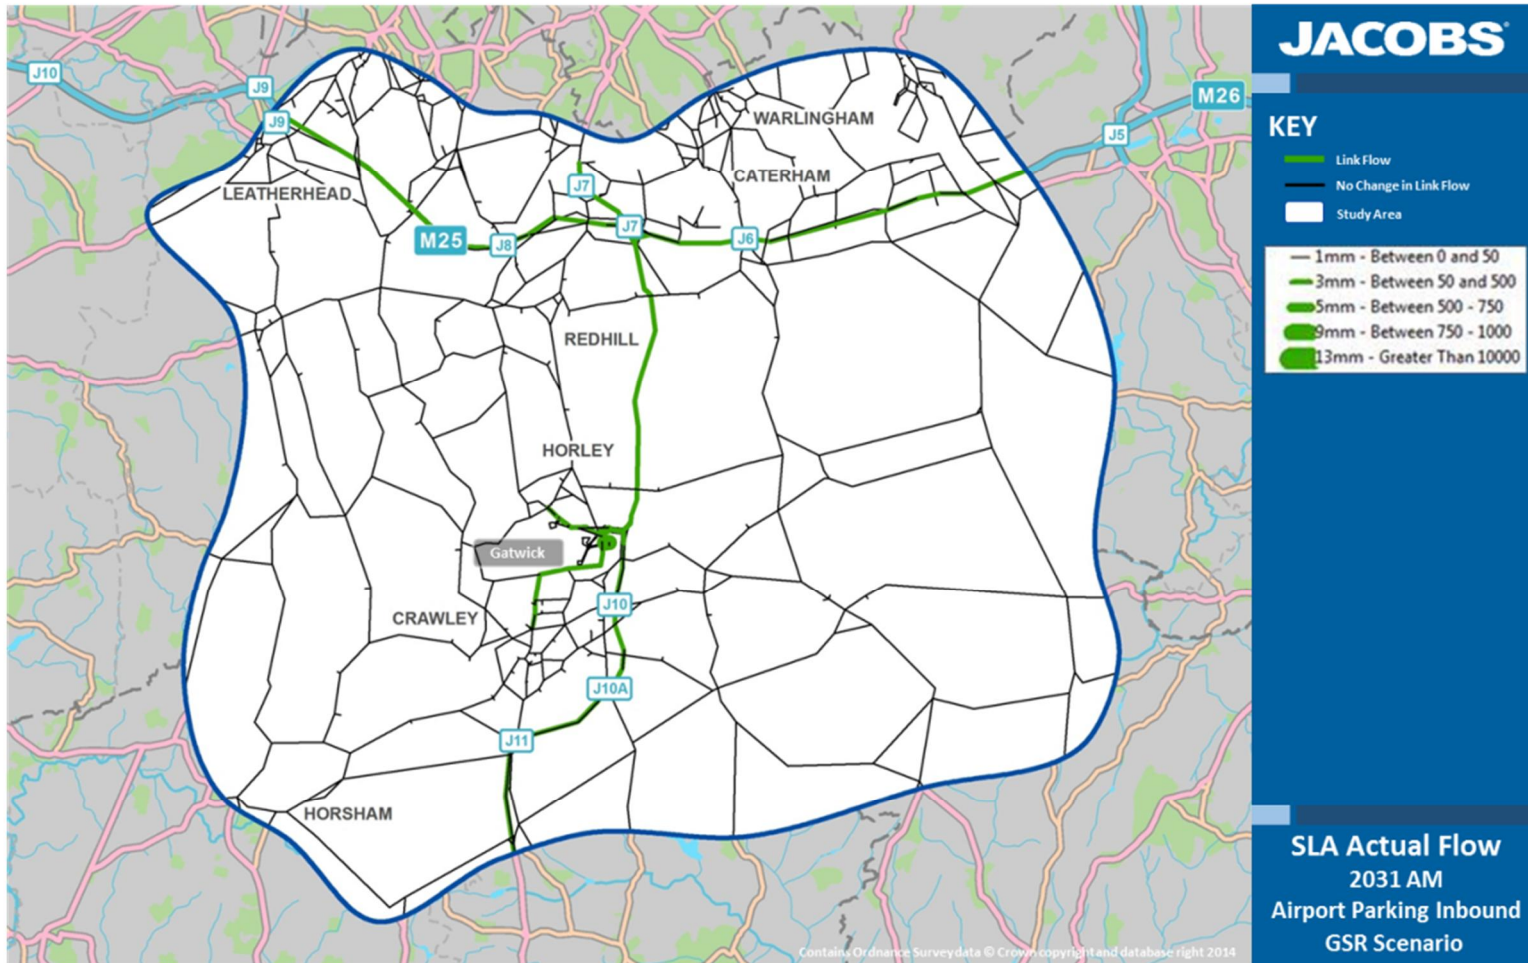 JACOBS
KEY
Link Flow
No Change in Link Flow
Study Area
1mm - Between 0 and 50
3mm - Between 50 and 500
5mm - Between 500 - 750
9mm - Between 750 - 1000
13mm - Greater Than 10000
J10
J9
J9
M26
J5
WARLINGHAM
CATERHAM
LEATHERHEAD
J7
J7
M25
J8
J6
REDHILL
HORLEY
Gatwick
J10
CRAWLEY
J10A
J11
HORSHAM
SLA Actual Flow
2031 AM
Airport Parking Inbound
GSR Scenario
Contains Ordnance Survey data © Crown copyright and database right 2014